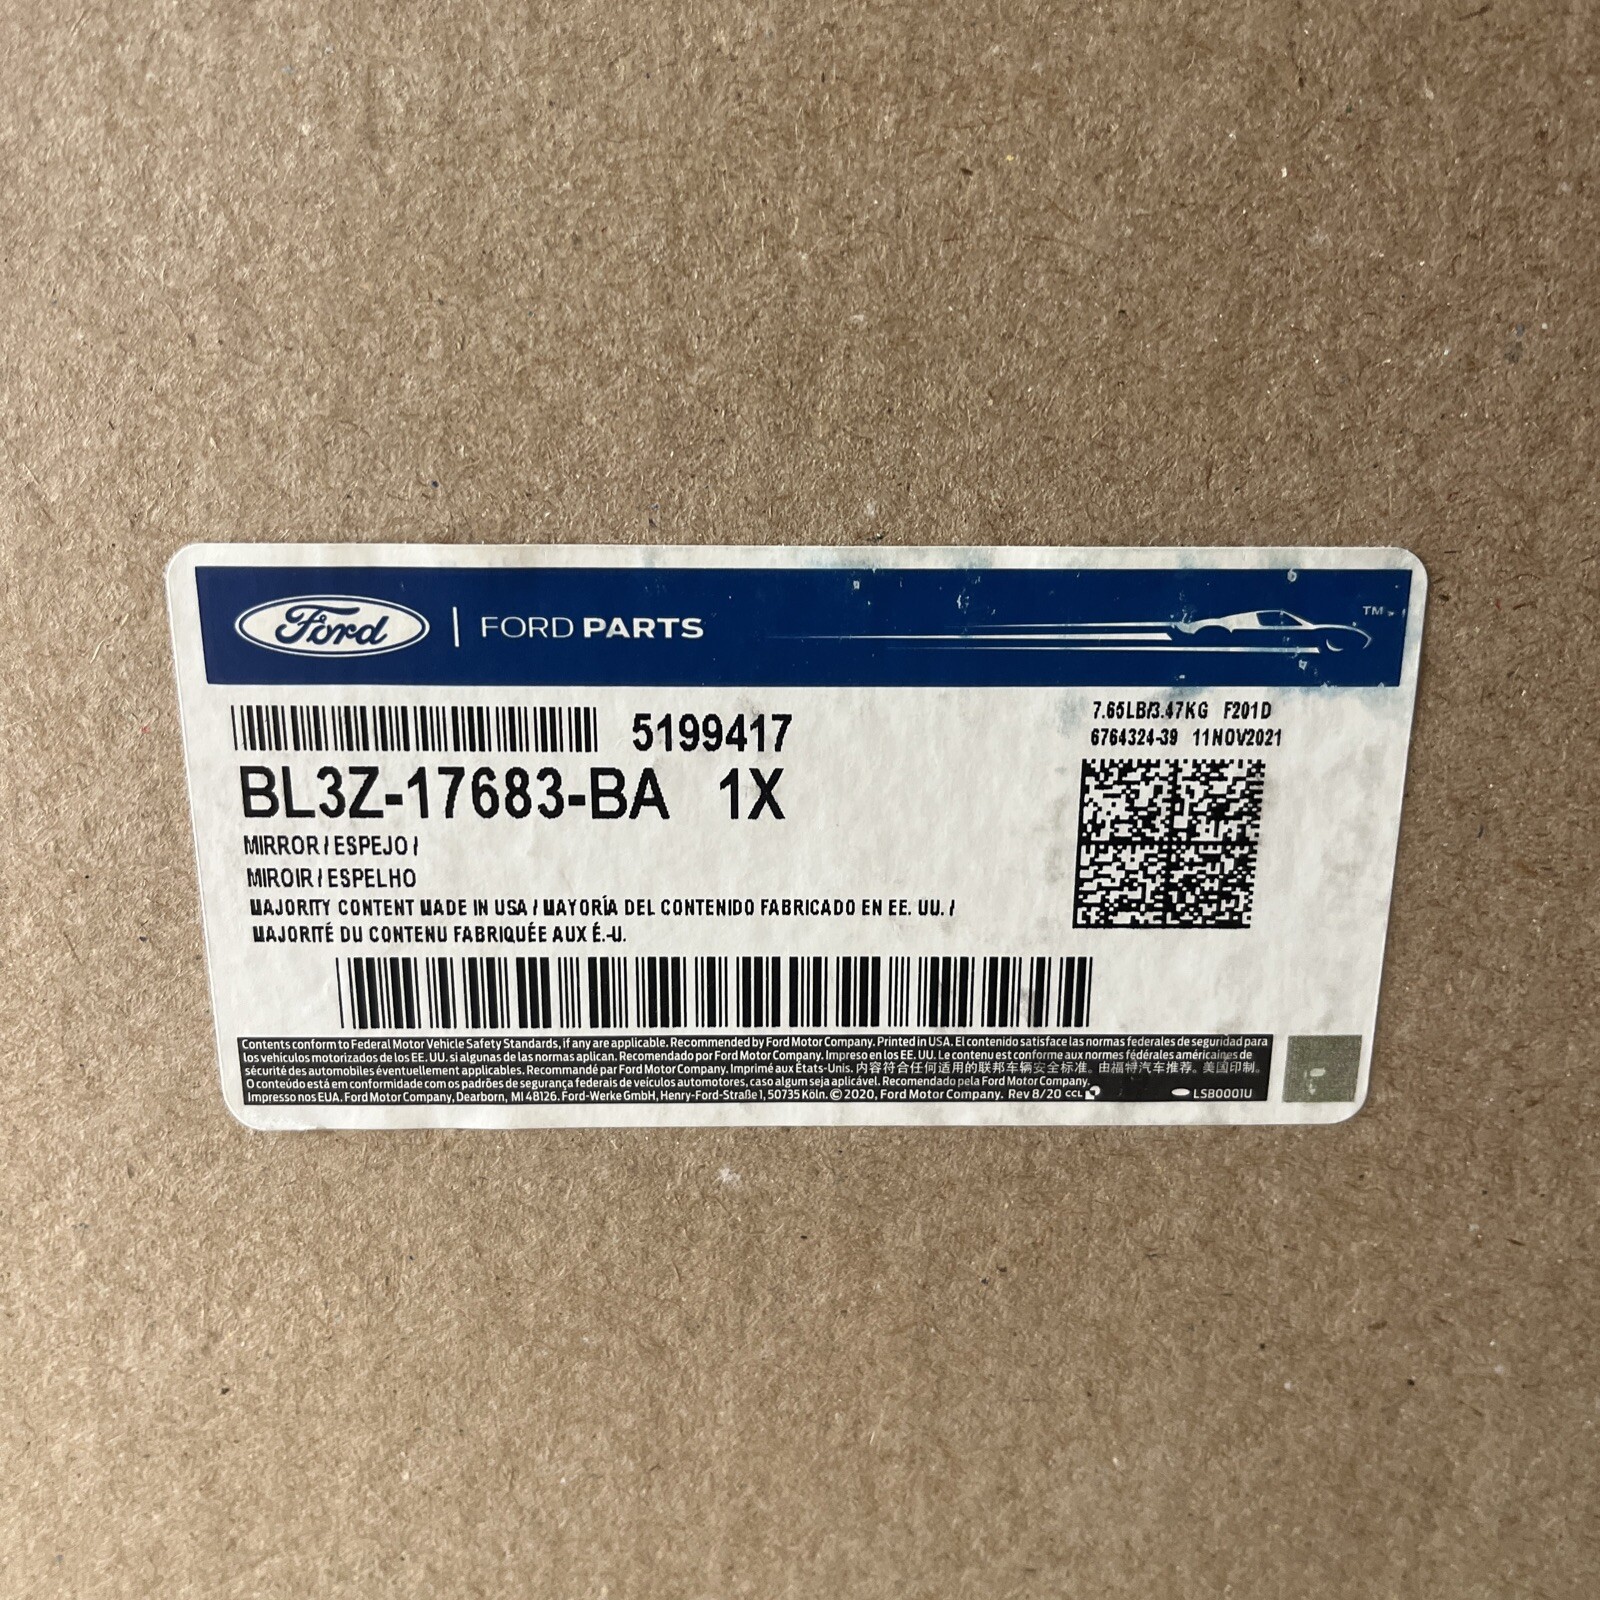 Ford | FORD PARTS TM
5199417
7.65LB/3.47KG F201D
6764324-39 11NOV2021
BL3Z-17683-BA 1X
MIRROR / ESPEJO /
MIROIR / ESPELHO
MAJORITY CONTENT MADE IN USA / MAYORÍA DEL CONTENIDO FABRICADO EN EE. UU. /
MAJORITÉ DU CONTENU FABRIQUÉE AUX É.-U.
Contents conform to Federal Motor Vehicle Safety Standards, if any are applicable. Recommended by Ford Motor Company. Printed in USA. El contenido satisface las normas federales de seguridad para
los vehículos motorizados de los EE. UU. si algunas de las normas aplican. Recomendado por Ford Motor Company. Impreso en los EE. UU. Le contenu est conforme aux normes fédérales américaines de
sécurité des automobiles éventuellement applicables. Recommandé par Ford Motor Company. Imprimé aux États-Unis. 内容符合任何适用的联邦车辆安全标准。由福特汽车推荐。美国印制。
O conteúdo está em conformidade com os padrões de segurança federais de veículos automotores, caso algum seja aplicável. Recomendado pela Ford Motor Company.
Impresso nos EUA. Ford Motor Company, Dearborn, MI 48126. Ford-Werke GmbH, Henry-Ford-Straße 1, 50735 Köln. © 2020, Ford Motor Company. Rev 8/20 CCL LSB0001U